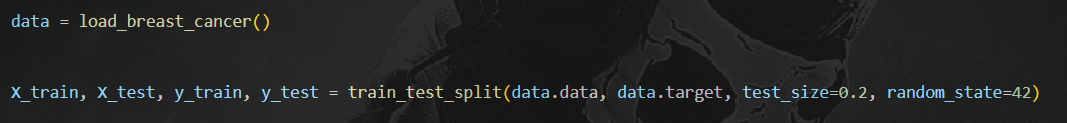 data = load_breast_cancer()
X_train, X_test, y_train, y_test = train_test_split(data.data, data.target, test_size=0.2, random_state=42)